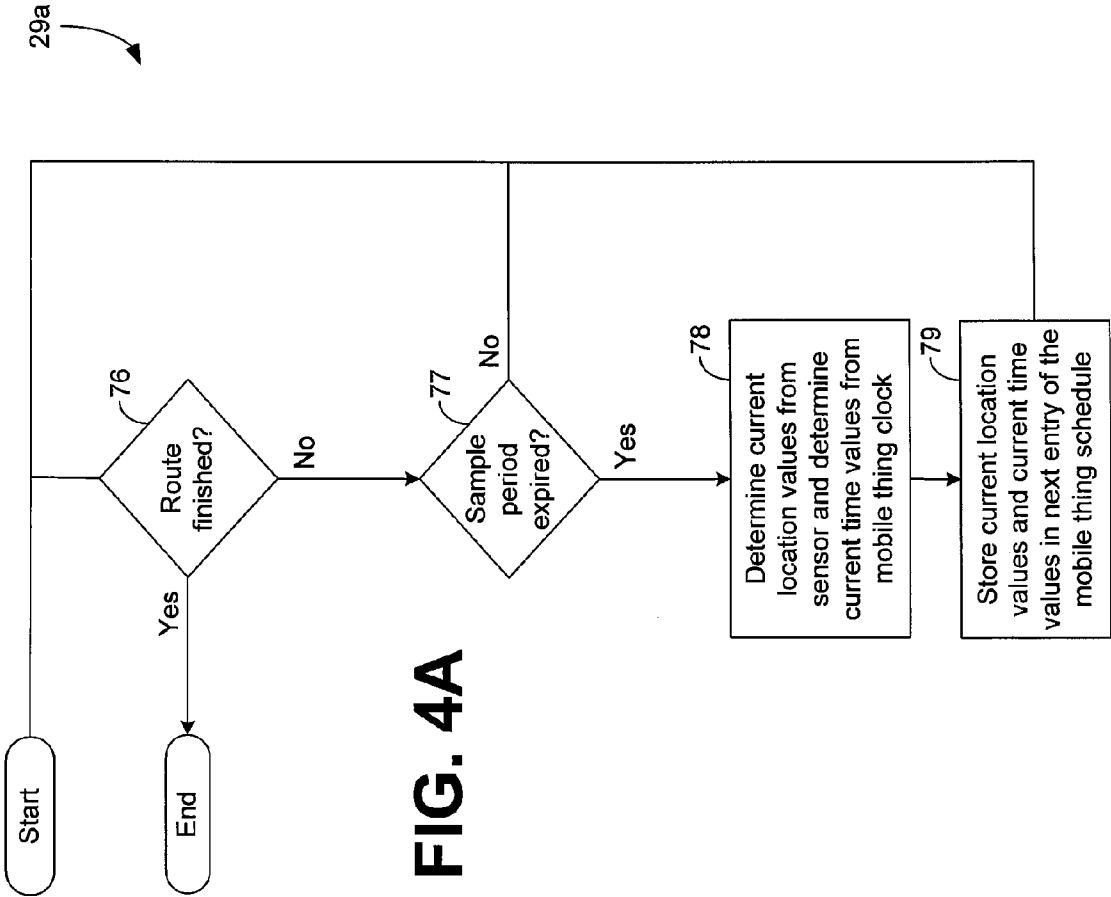 29a
Start
76
Route
finished?
Yes
No
End
77
Sample
period
expired?
No
Yes
78
Determine current
location values from
sensor and determine
current time values from
mobile thing clock
79
Store current location
values and current time
values in next entry of the
mobile thing schedule
FIG. 4A